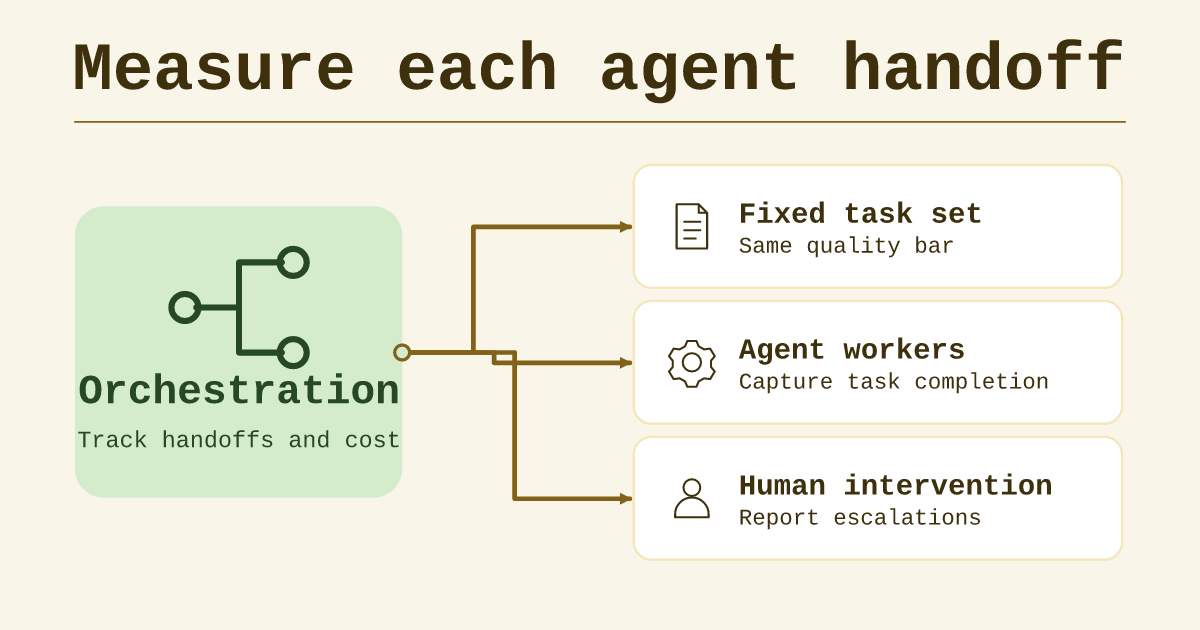 Measure each agent handoff
Orchestration
Track handoffs and cost
Fixed task set
Same quality bar
Agent workers
Capture task completion
Human intervention
Report escalations